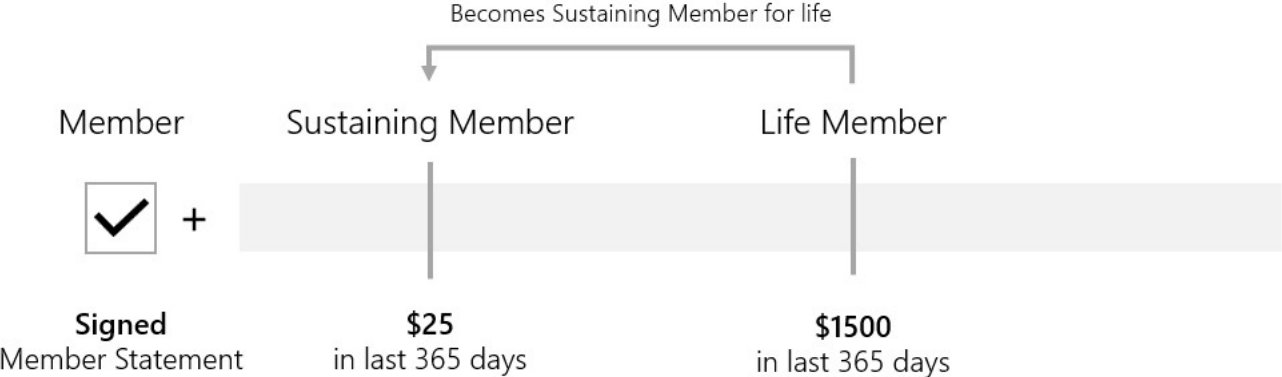 Becomes Sustaining Member for life
Member
Sustaining Member
Life Member
+
Signed
Member Statement
$25
in last 365 days
$1500
in last 365 days